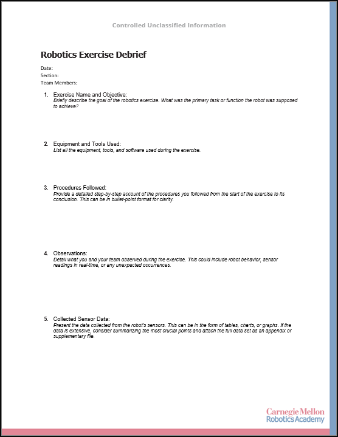 Controlled Unclassified Information
Robotics Exercise Debrief
Date:
Section:
Team Members:
1. Exercise Name and Objective:
Briefly describe the goal of the robotics exercise. What was the primary task or function the robot was supposed
to achieve?
2. Equipment and Tools Used:
List all the equipment, tools, and software used during the exercise.
3. Procedures Followed:
Provide a detailed step-by-step account of the procedures you followed from the start of the exercise to its
conclusion. This can be in bullet-point format for clarity.
4. Observations:
Detail what you and your team observed during the exercise. This could include robot behavior, sensor
readings in real-time, or any unexpected occurrences.
5. Collected Sensor Data:
Present the data collected from the robot's sensors. This can be in the form of tables, charts, or graphs. If the
data is extensive, consider summarizing the most crucial points and attach the full data set as an appendix or
supplementary file.
Carnegie Mellon
Robotics Academy